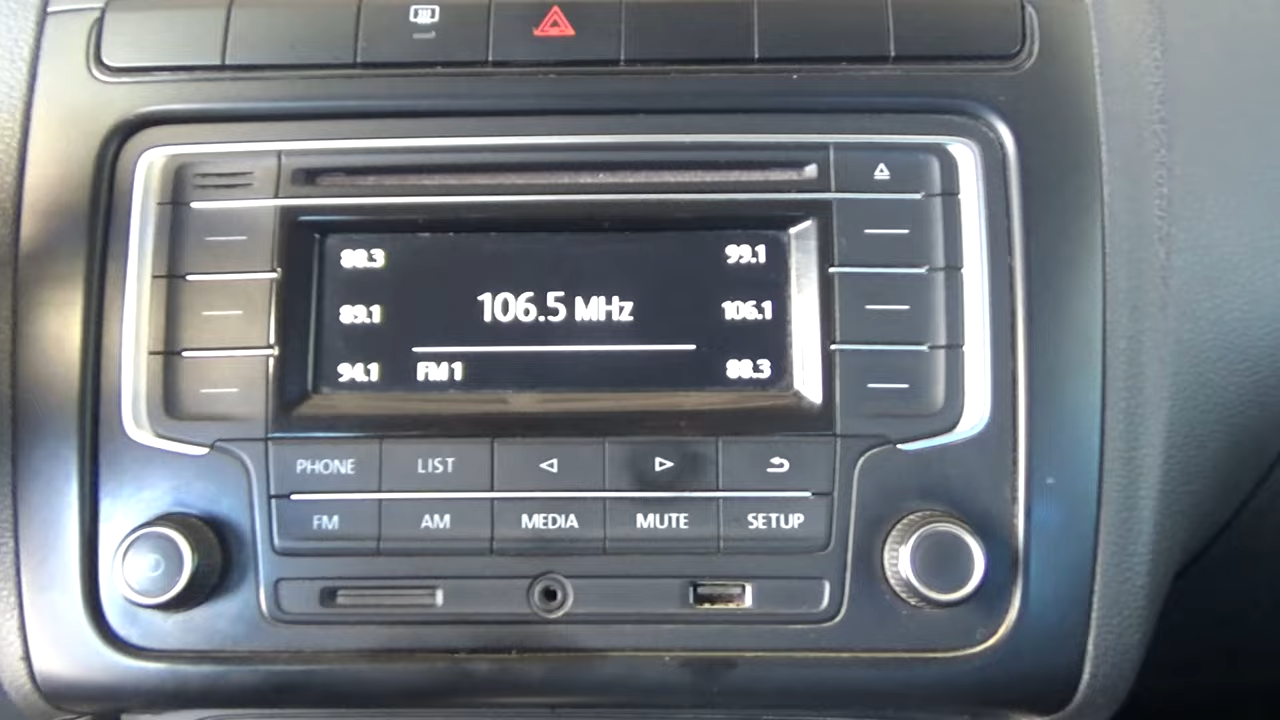 88.3 99.1
89.1 106.5 MHz 106.1
94.1 FM1 88.3
PHONE LIST
FM AM MEDIA MUTE SETUP